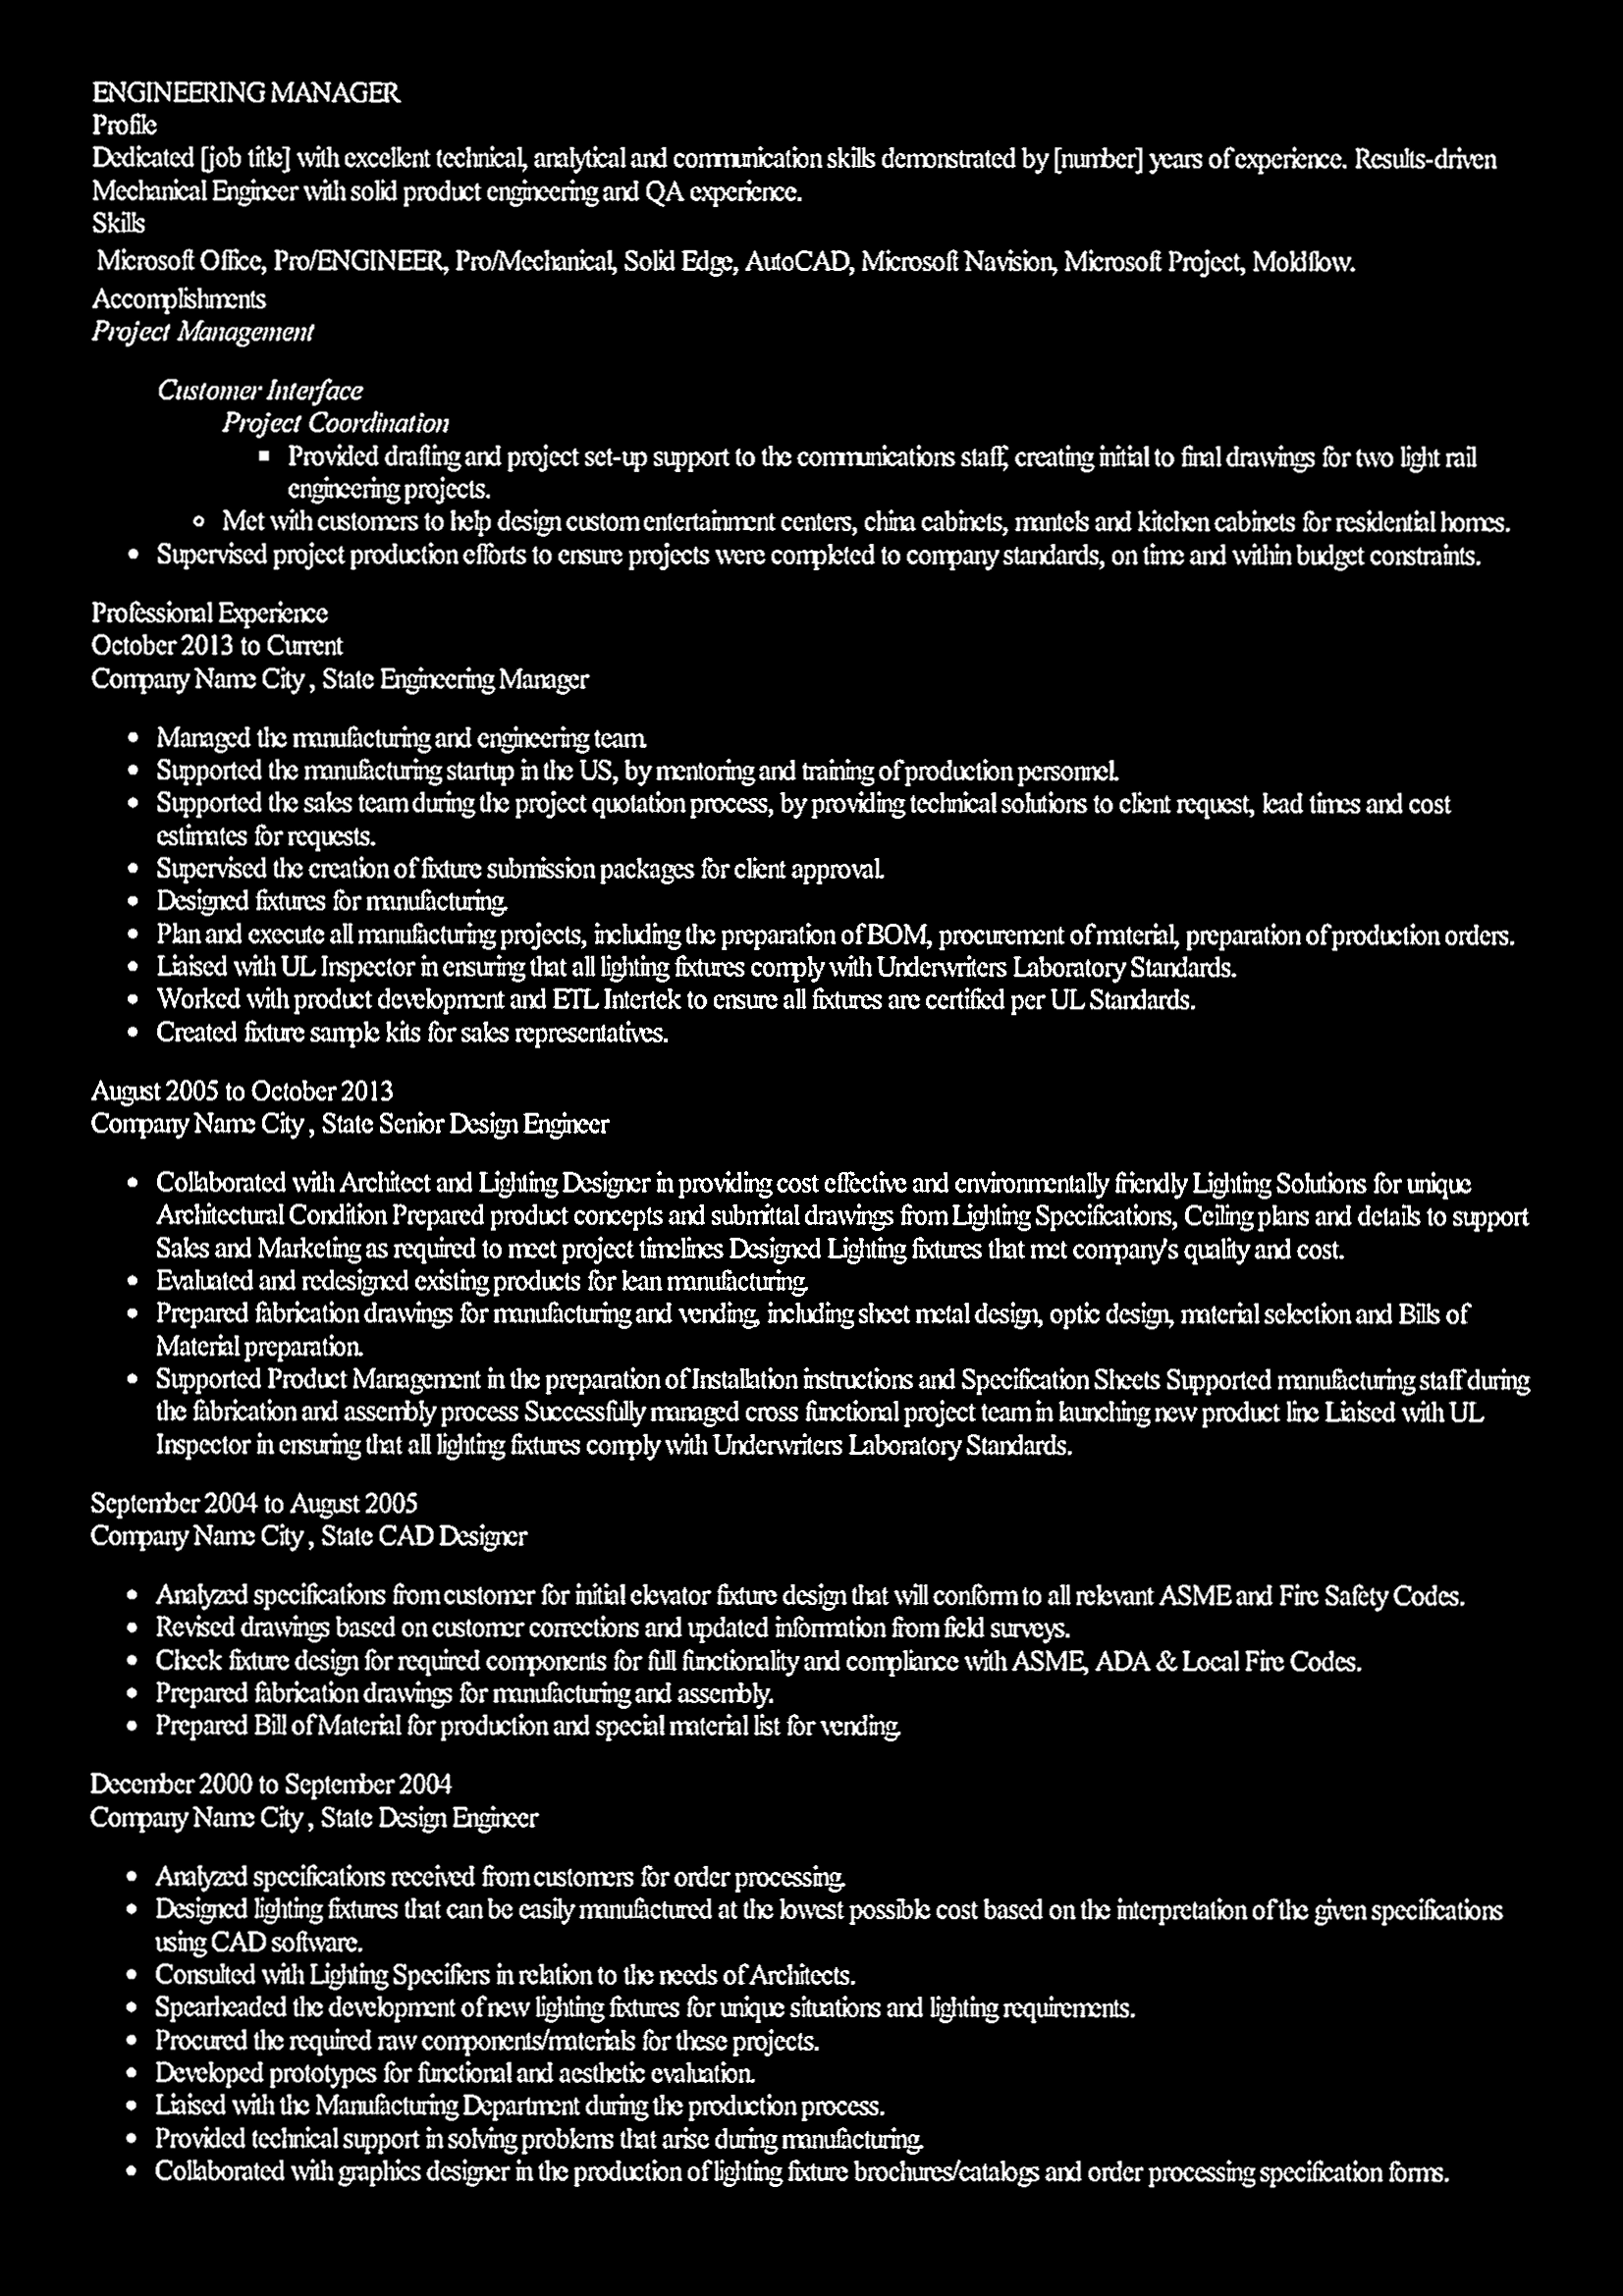 ENGINEERING MANAGER
Profile
Dedicated [job title] with excellent technical, analytical and communication skills demonstrated by [number] years of experience. Results-driven
Mechanical Engineer with solid product engineering and QA experience.
Skills
Microsoft Office, Pro/ENGINEER, Pro/Mechanical, Solid Edge, AutoCAD, Microsoft Navision, Microsoft Project, Moldflow.
Accomplishments
Project Management
Customer Interface
Project Coordination
▪ Provided drafting and project set-up support to the communications staff, creating initial to final drawings for two light rail
engineering projects.
◦ Met with customers to help design custom entertainment centers, china cabinets, mantels and kitchen cabinets for residential homes.
• Supervised project production efforts to ensure projects were completed to company standards, on time and within budget constraints.
Professional Experience
October 2013 to Current
Company Name City , State Engineering Manager
• Managed the manufacturing and engineering team.
• Supported the manufacturing startup in the US, by mentoring and training of production personnel.
• Supported the sales team during the project quotation process, by providing technical solutions to client request, lead times and cost
estimates for requests.
• Supervised the creation of fixture submission packages for client approval.
• Designed fixtures for manufacturing.
• Plan and execute all manufacturing projects, including the preparation of BOM, procurement of material, preparation of production orders.
• Liaised with UL Inspector in ensuring that all lighting fixtures comply with Underwriters Laboratory Standards.
• Worked with product development and ETL Intertek to ensure all fixtures are certified per UL Standards.
• Created fixture sample kits for sales representatives.
August 2005 to October 2013
Company Name City , State Senior Design Engineer
• Collaborated with Architect and Lighting Designer in providing cost effective and environmentally friendly Lighting Solutions for unique
Architectural Condition Prepared product concepts and submittal drawings from Lighting Specifications, Ceiling plans and details to support
Sales and Marketing as required to meet project timelines Designed Lighting fixtures that met company's quality and cost.
• Evaluated and redesigned existing products for lean manufacturing.
• Prepared fabrication drawings for manufacturing and vending, including sheet metal design, optic design, material selection and Bills of
Material preparation.
• Supported Product Management in the preparation of Installation instructions and Specification Sheets Supported manufacturing staff during
the fabrication and assembly process Successfully managed cross functional project team in launching new product line Liaised with UL
Inspector in ensuring that all lighting fixtures comply with Underwriters Laboratory Standards.
September 2004 to August 2005
Company Name City , State CAD Designer
• Analyzed specifications from customer for initial elevator fixture design that will conform to all relevant ASME and Fire Safety Codes.
• Revised drawings based on customer corrections and updated information from field surveys.
• Check fixture design for required components for full functionality and compliance with ASME, ADA & Local Fire Codes.
• Prepared fabrication drawings for manufacturing and assembly.
• Prepared Bill of Material for production and special material list for vending.
December 2000 to September 2004
Company Name City , State Design Engineer
• Analyzed specifications received from customers for order processing.
• Designed lighting fixtures that can be easily manufactured at the lowest possible cost based on the interpretation of the given specifications
using CAD software.
• Consulted with Lighting Specifiers in relation to the needs of Architects.
• Spearheaded the development of new lighting fixtures for unique situations and lighting requirements.
• Procured the required raw components/materials for these projects.
• Developed prototypes for functional and aesthetic evaluation.
• Liaised with the Manufacturing Department during the production process.
• Provided technical support in solving problems that arise during manufacturing.
• Collaborated with graphics designer in the production of lighting fixture brochures/catalogs and order processing specification forms.